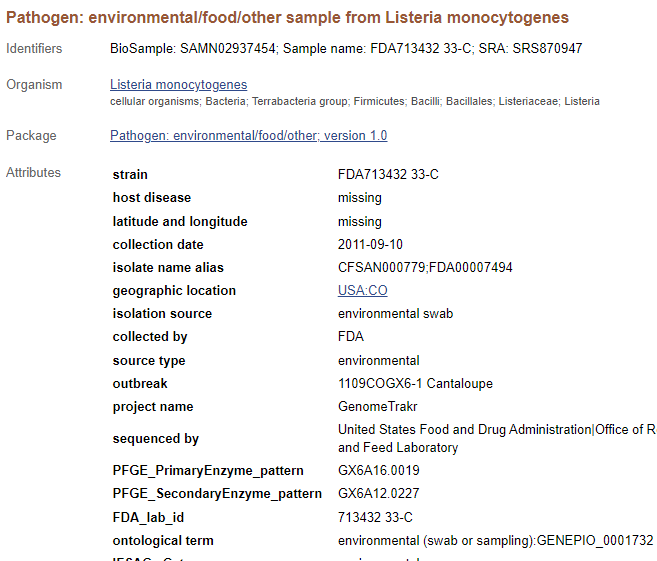 Pathogen: environmental/food/other sample from Listeria monocytogenes
Identifiers BioSample: SAMN02937454; Sample name: FDA713432 33-C; SRA: SRS870947
Organism Listeria monocytogenes
cellular organisms; Bacteria; Terrabacteria group; Firmicutes; Bacilli; Bacillales; Listeriaceae; Listeria
Package Pathogen: environmental/food/other; version 1.0
Attributes strain FDA713432 33-C
host disease missing
latitude and longitude missing
collection date 2011-09-10
isolate name alias CFSAN000779;FDA00007494
geographic location USA:CO
isolation source environmental swab
collected by FDA
source type environmental
outbreak 1109COGX6-1 Cantaloupe
project name GenomeTrakr
sequenced by United States Food and Drug Administration|Office of R
and Feed Laboratory
PFGE_PrimaryEnzyme_pattern GX6A16.0019
PFGE_SecondaryEnzyme_pattern GX6A12.0227
FDA_lab_id 713432 33-C
ontological term environmental (swab or sampling):GENEPIO_0001732